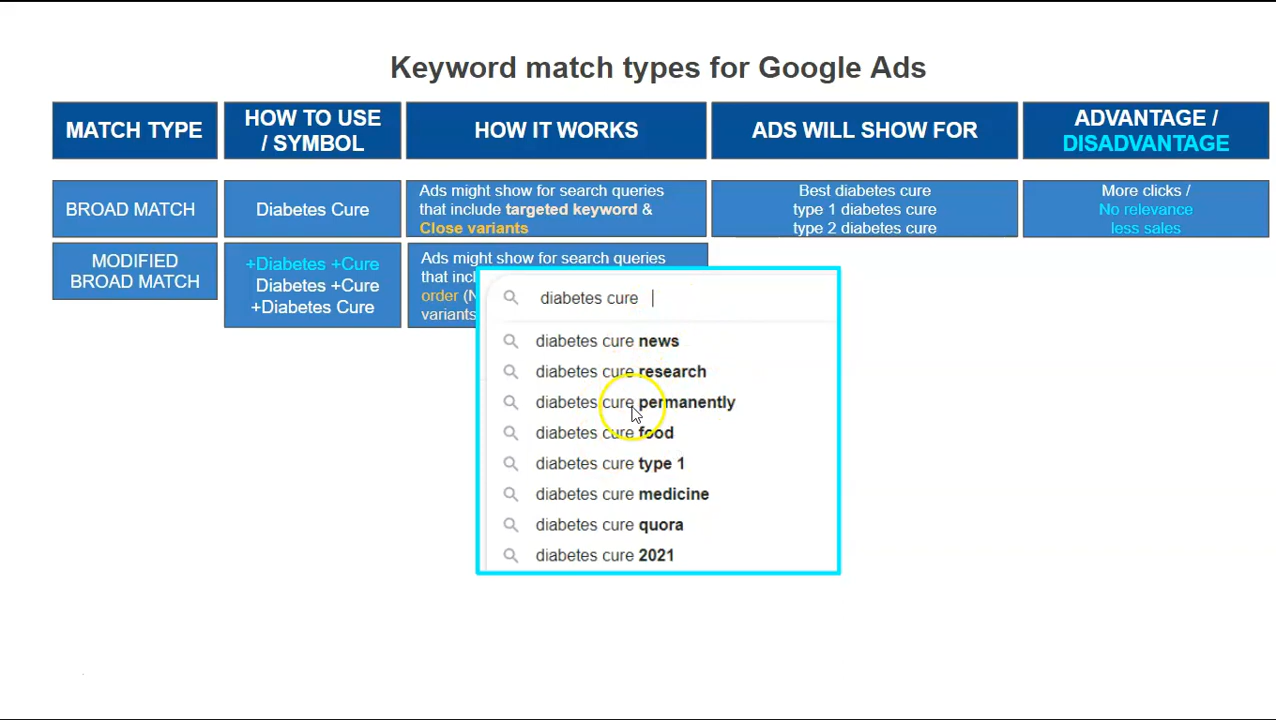 Keyword match types for Google Ads
MATCH TYPE
HOW TO USE
/ SYMBOL
HOW IT WORKS
ADS WILL SHOW FOR
ADVANTAGE /
DISADVANTAGE
BROAD MATCH
Diabetes Cure
Ads might show for search queries
that include targeted keyword &
Close variants
Best diabetes cure
type 1 diabetes cure
type 2 diabetes cure
More clicks /
No relevance
less sales
MODIFIED
BROAD MATCH
+Diabetes +Cure
Diabetes +Cure
+Diabetes Cure
Ads might show for search queries
that
order
variants
diabetes cure
diabetes cure news
diabetes cure research
diabetes cure permanently
diabetes cure food
diabetes cure type 1
diabetes cure medicine
diabetes cure quora
diabetes cure 2021